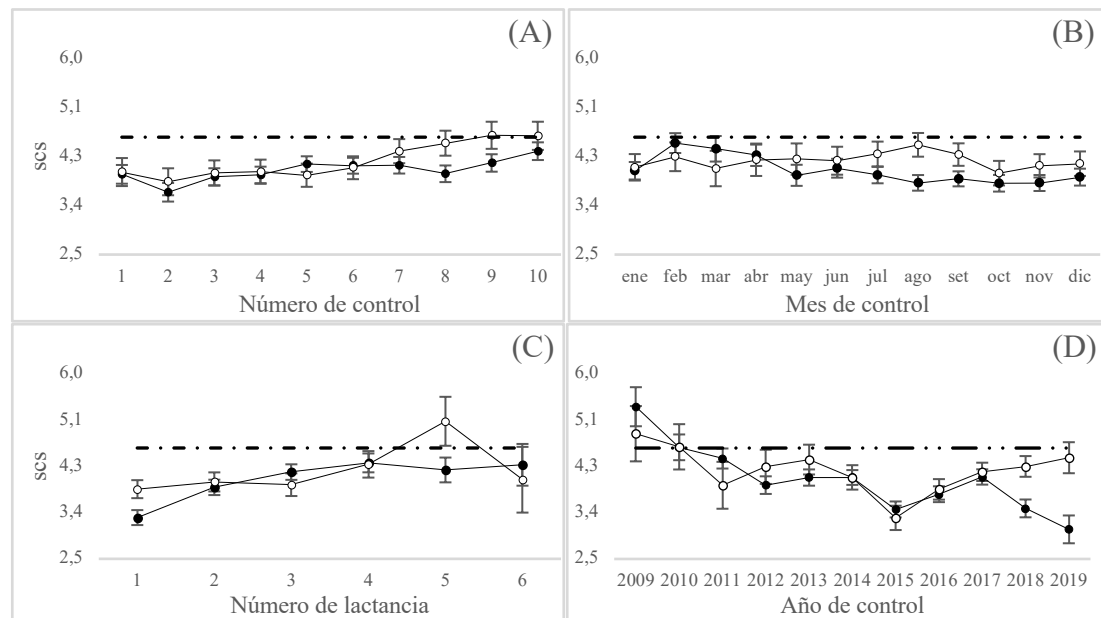 (A)
6,0
5,1
4,3
3,4
2,5
scs
1 2 3 4 5 6 7 8 9 10
Número de control
(B)
6,0
5,1
4,3
3,4
2,5
ene feb mar abr may jun jul ago set oct nov dic
Mes de control
(C)
6,0
5,1
4,3
3,4
2,5
scs
1 2 3 4 5 6
Número de lactancia
(D)
6,0
5,1
4,3
3,4
2,5
2009 2010 2011 2012 2013 2014 2015 2016 2017 2018 2019
Año de control